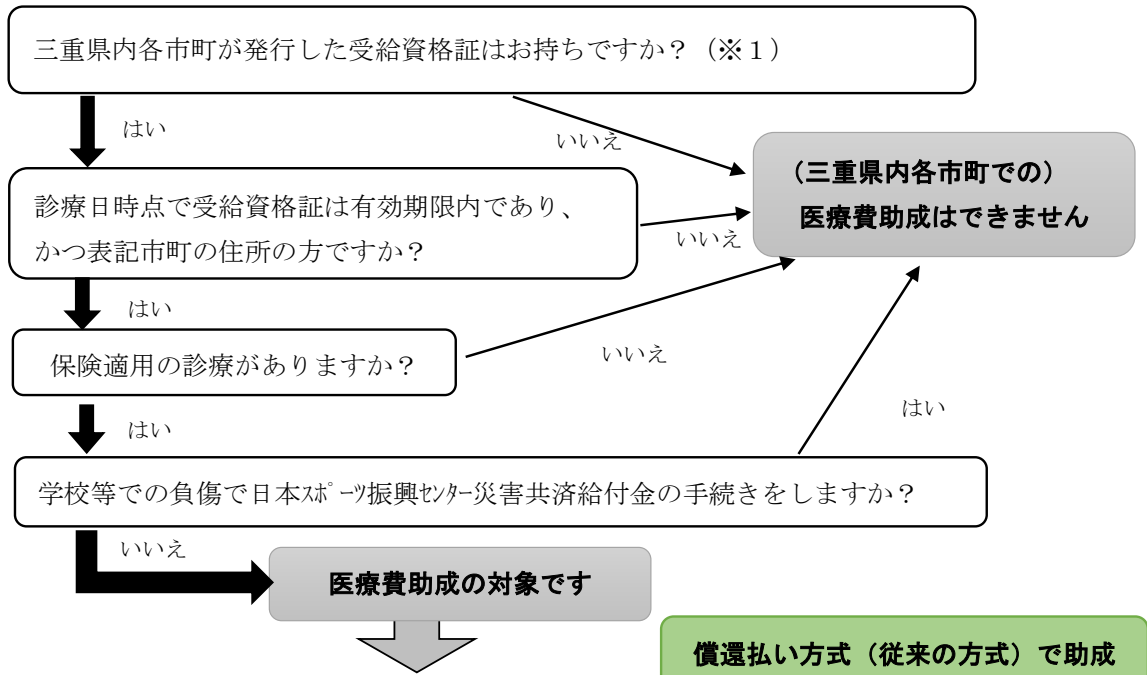 三重県内各市町が発行した受給資格証はお持ちですか？（※１）
はい
いいえ
（三重県内各市町での）
医療費助成はできません
診療日時点で受給資格証は有効期限内であり、
かつ表記市町の住所の方ですか？
いいえ
はい
保険適用の診療がありますか？
いいえ
はい
はい
学校等での負傷で日本ｽﾎﾟｰﾂ振興ｾﾝﾀｰ災害共済給付金の手続きをしますか？
いいえ
医療費助成の対象です
償還払い方式（従来の方式）で助成